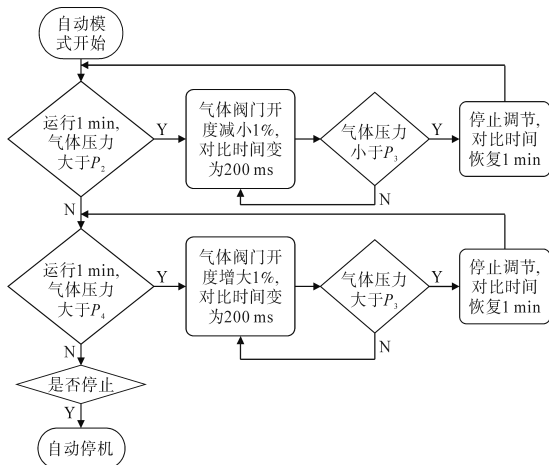 自动模
式开始
运行1 min,
气体压力
大于P₂
Y
气体阀门开
度减小1%,
对比时间变
为200 ms
气体压力
小于P₃
Y
停止调节,
对比时间
恢复1 min
N
N
运行1 min,
气体压力
大于P₄
Y
气体阀门开
度增大1%,
对比时间变
为200 ms
气体压力
大于P₃
Y
停止调节,
对比时间
恢复1 min
N
N
是否停止
Y
自动停机